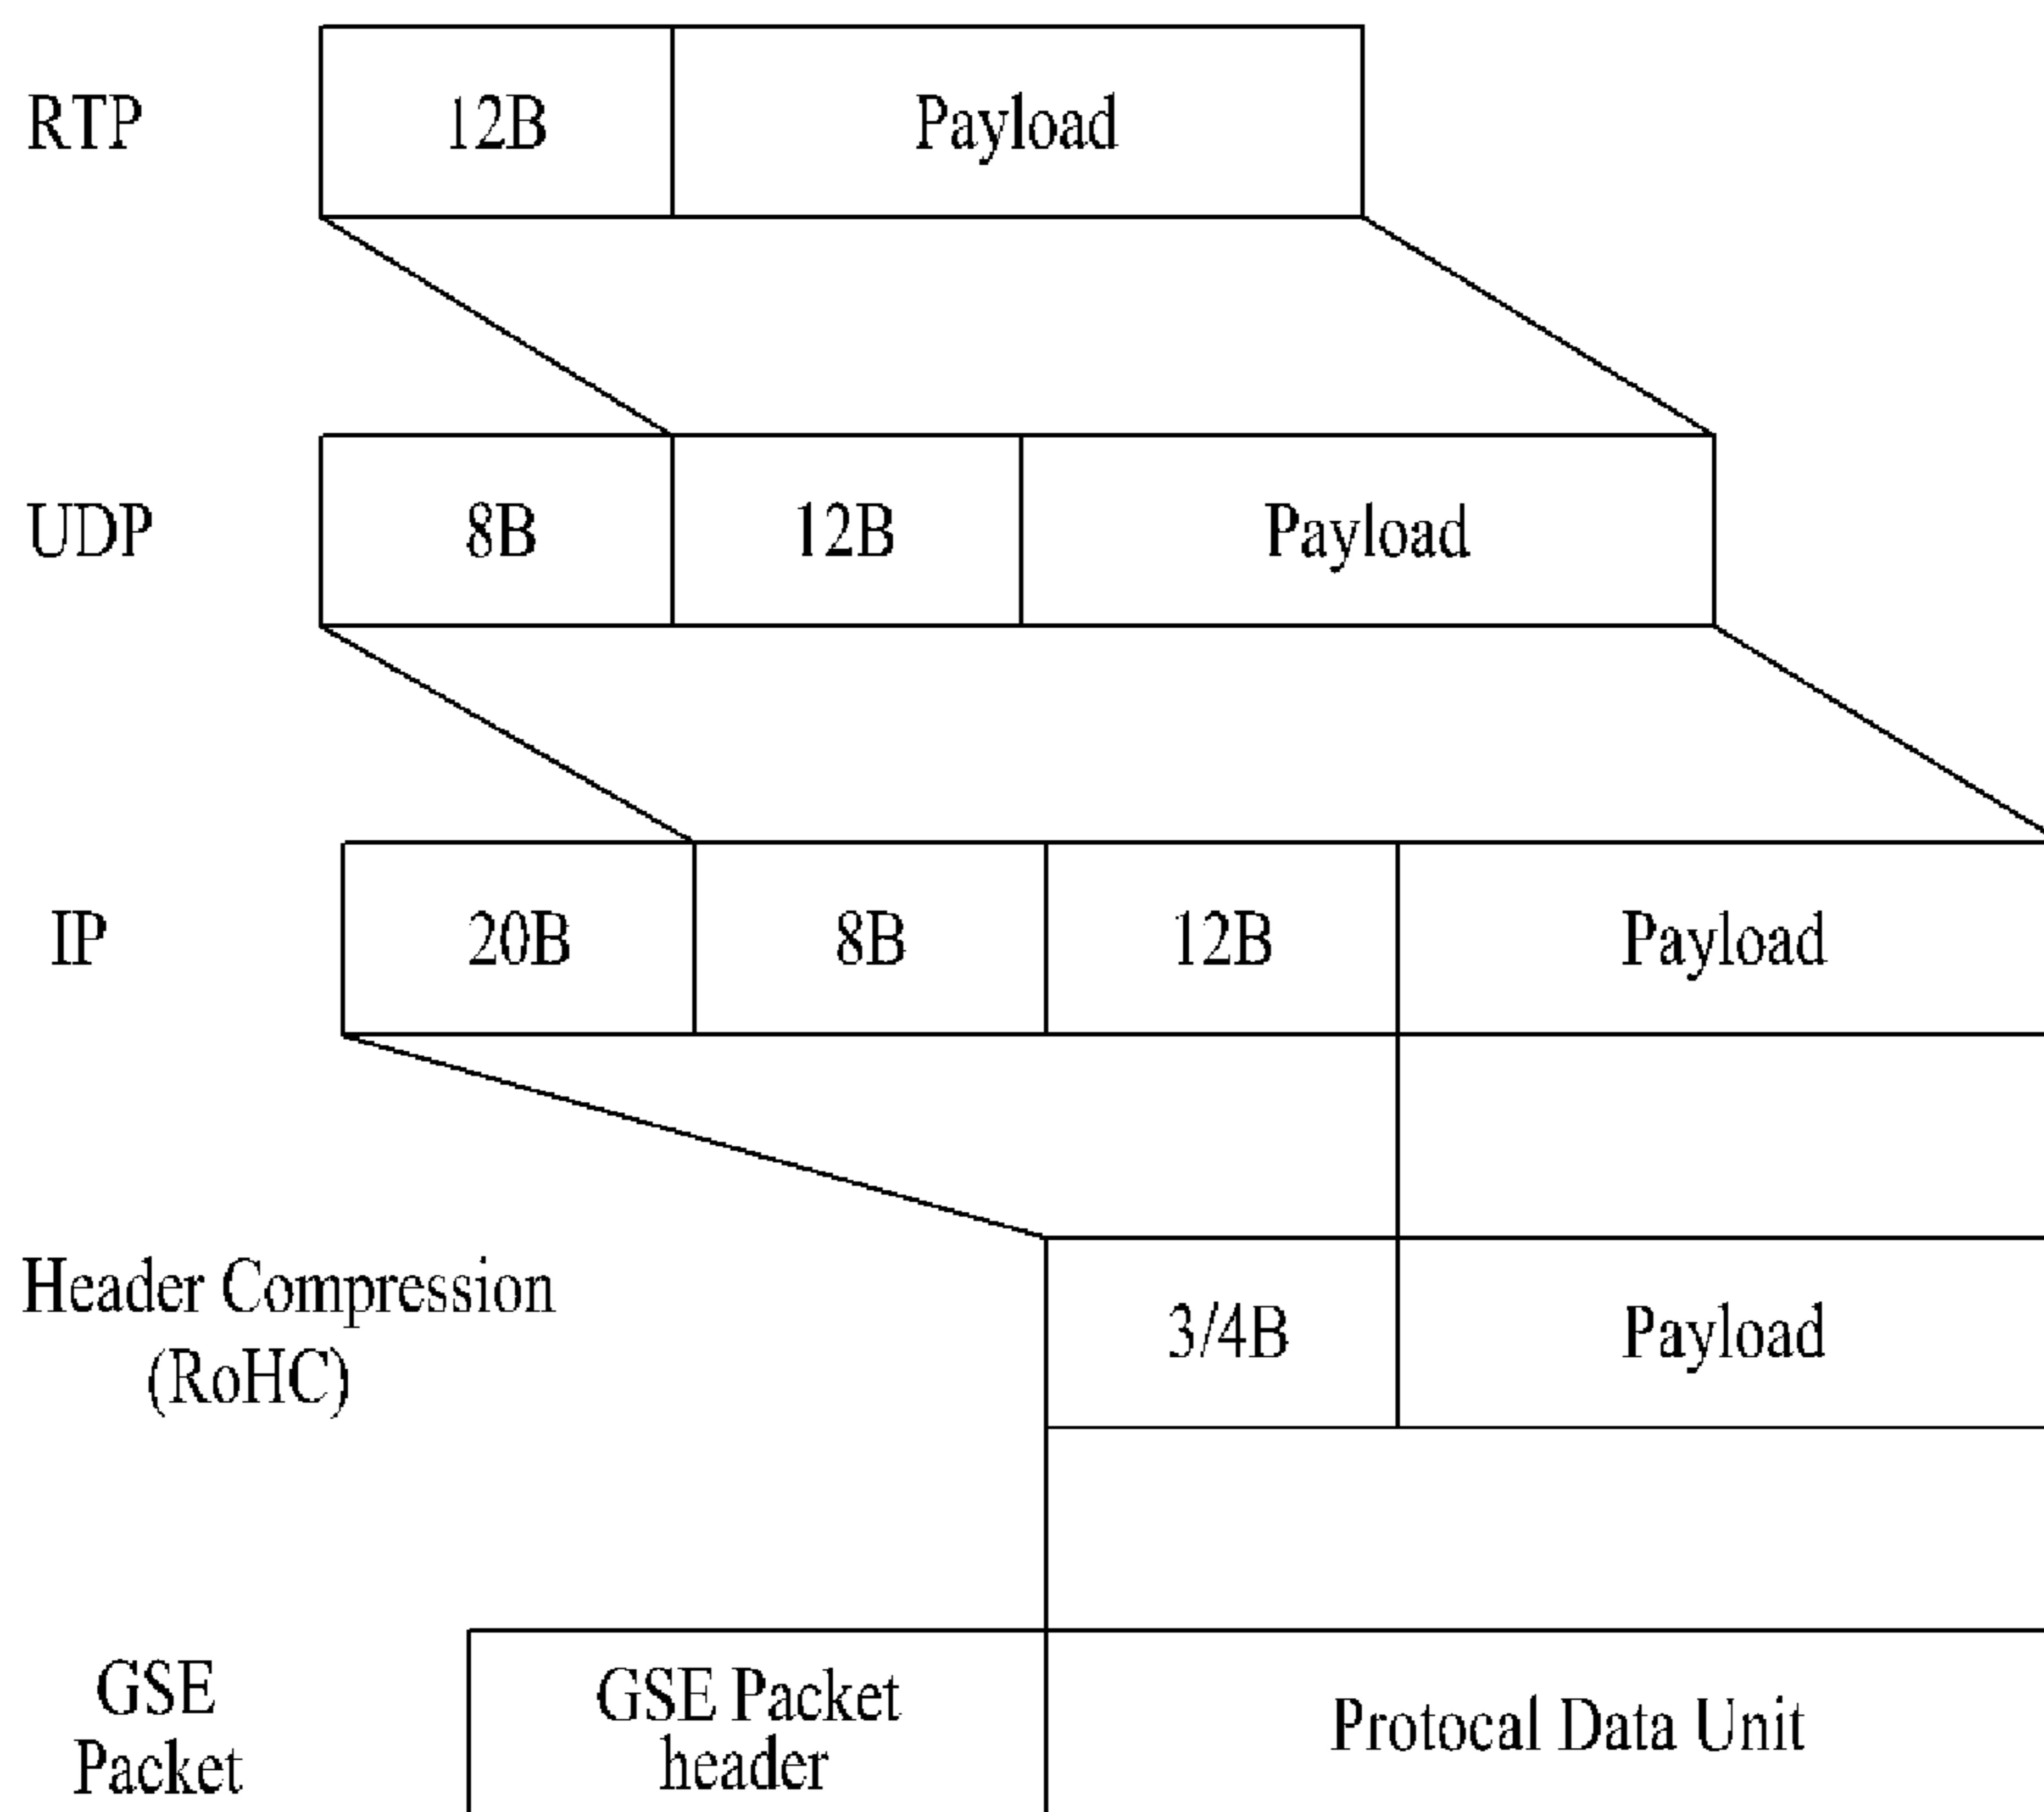 RTP
12B
Payload
UDP
8B
12B
Payload
IP
20B
8B
12B
Payload
Header Compression
(RoHC)
3/4B
Payload
GSE
Packet
GSE Packet
header
Protocal Data Unit